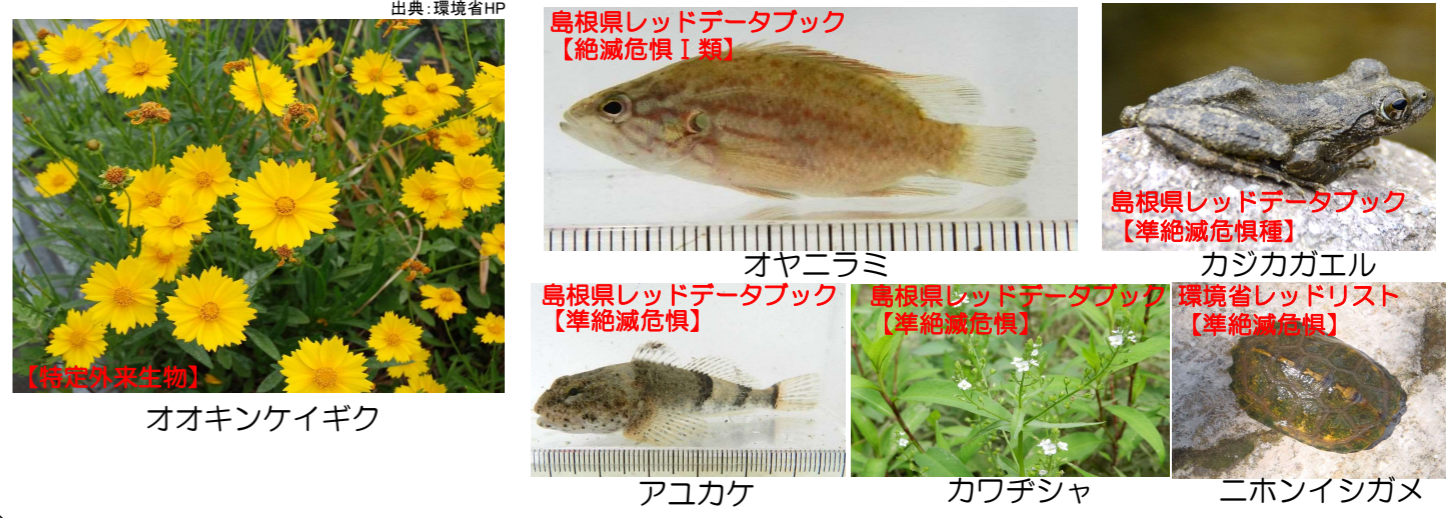 出典:環境省HP
【特定外来生物】
オオキンケイギク
島根県レッドデータブック
【絶滅危惧Ⅰ類】
オヤニラミ
島根県レッドデータブック
【準絶滅危惧種】
カジカガエル
島根県レッドデータブック
【準絶滅危惧】
アユカケ
島根県レッドデータブック
【準絶滅危惧】
カワヂシャ
環境省レッドリスト
【準絶滅危惧】
ニホンイシガメ